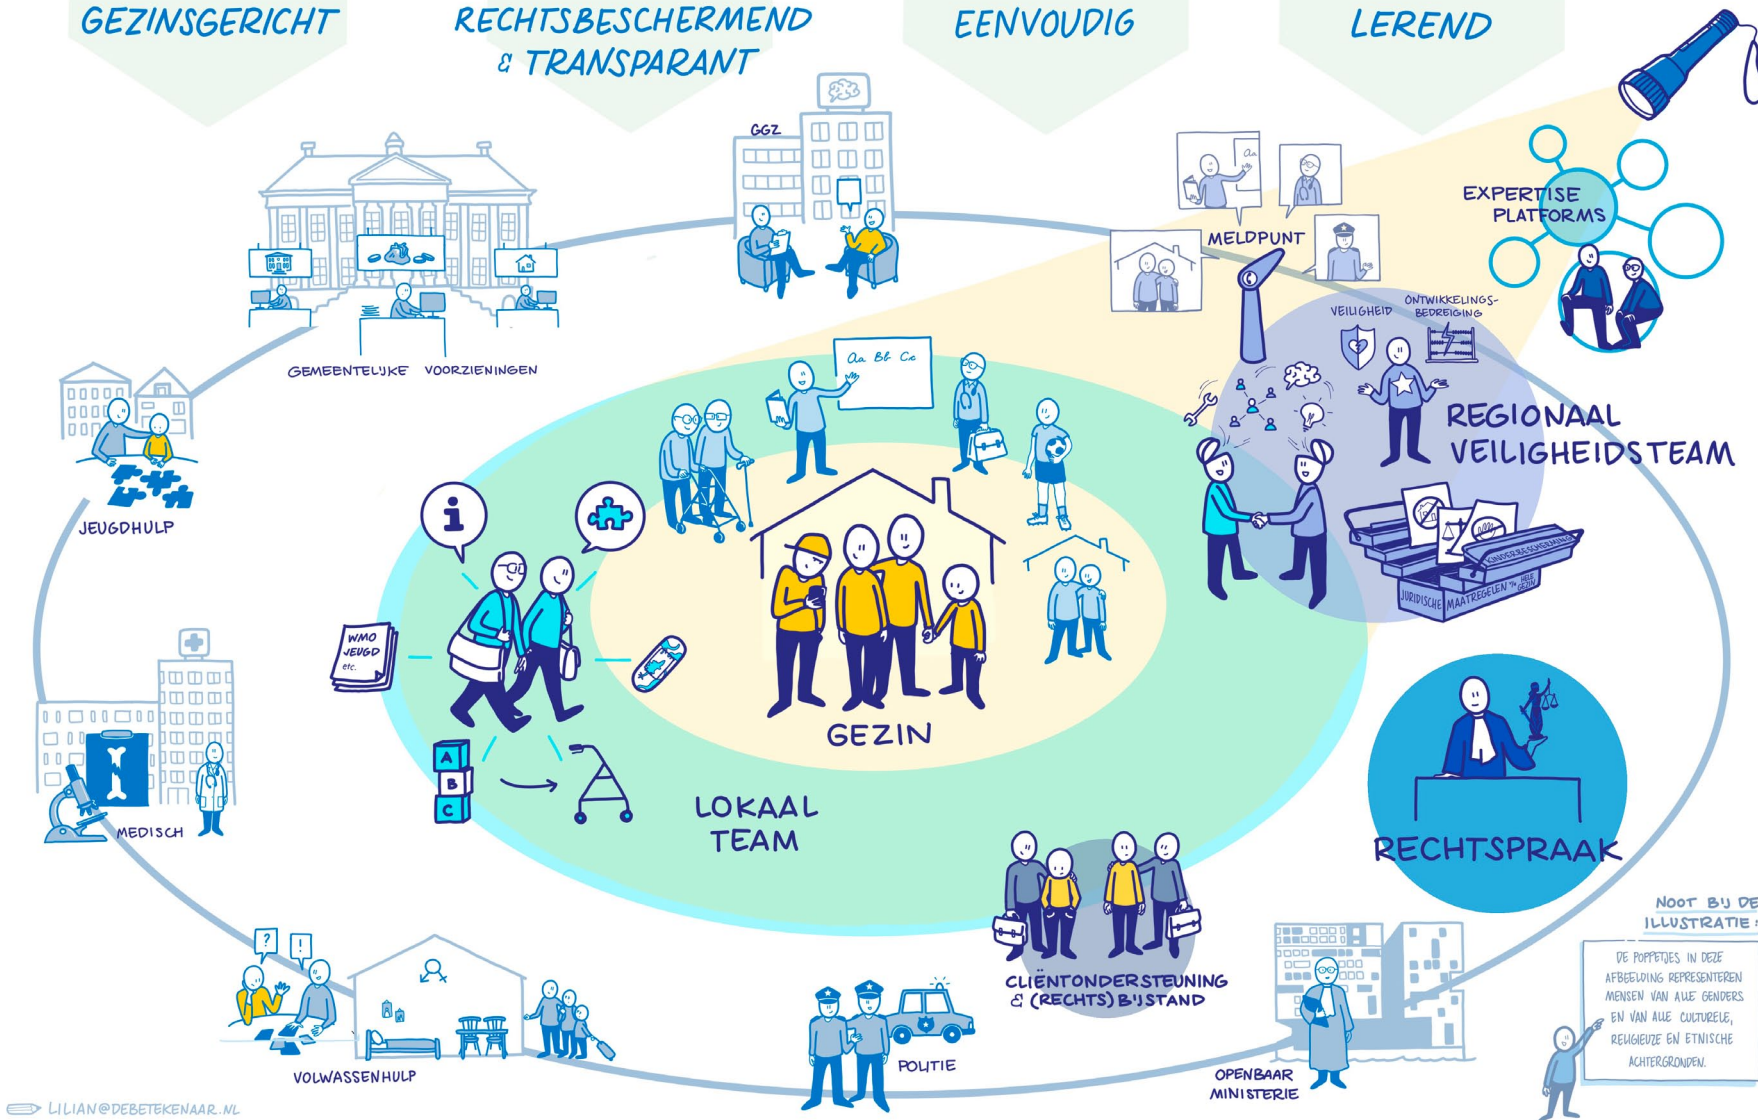 GEZINSGERICHT
RECHTSBESCHERMEND
& TRANSPARANT
EENVOUDIG
LEREND
GGZ
Aa
MELDPUNT
EXPERTISE
PLATFORMS
VEILIGHEID
ONTWIKKELINGS-
BEDREIGING
GEMEENTELIJKE VOORZIENINGEN
Aa Bb Cc
REGIONAAL
VEILIGHEIDSTEAM
JEUGDHULP
i
KINDERBESCHERMING
JURIDISCHE MAATREGELEN V/H HELE GEZIN
WMO
JEUGD
etc.
GEZIN
A
B
C
LOKAAL
TEAM
MEDISCH
RECHTSPRAAK
? !
CLIËNTONDERSTEUNING
& (RECHTS)BIJSTAND
VOLWASSENHULP
POLITIE
OPENBAAR
MINISTERIE
NOOT BIJ DE
ILLUSTRATIE:
DE POPPETJES IN DEZE
AFBEELDING REPRESENTEREN
MENSEN VAN ALLE GENDERS
EN VAN ALLE CULTURELE,
RELIGIEUZE EN ETNISCHE
ACHTERGRONDEN.
LILIAN@DEBETEKENAAR.NL